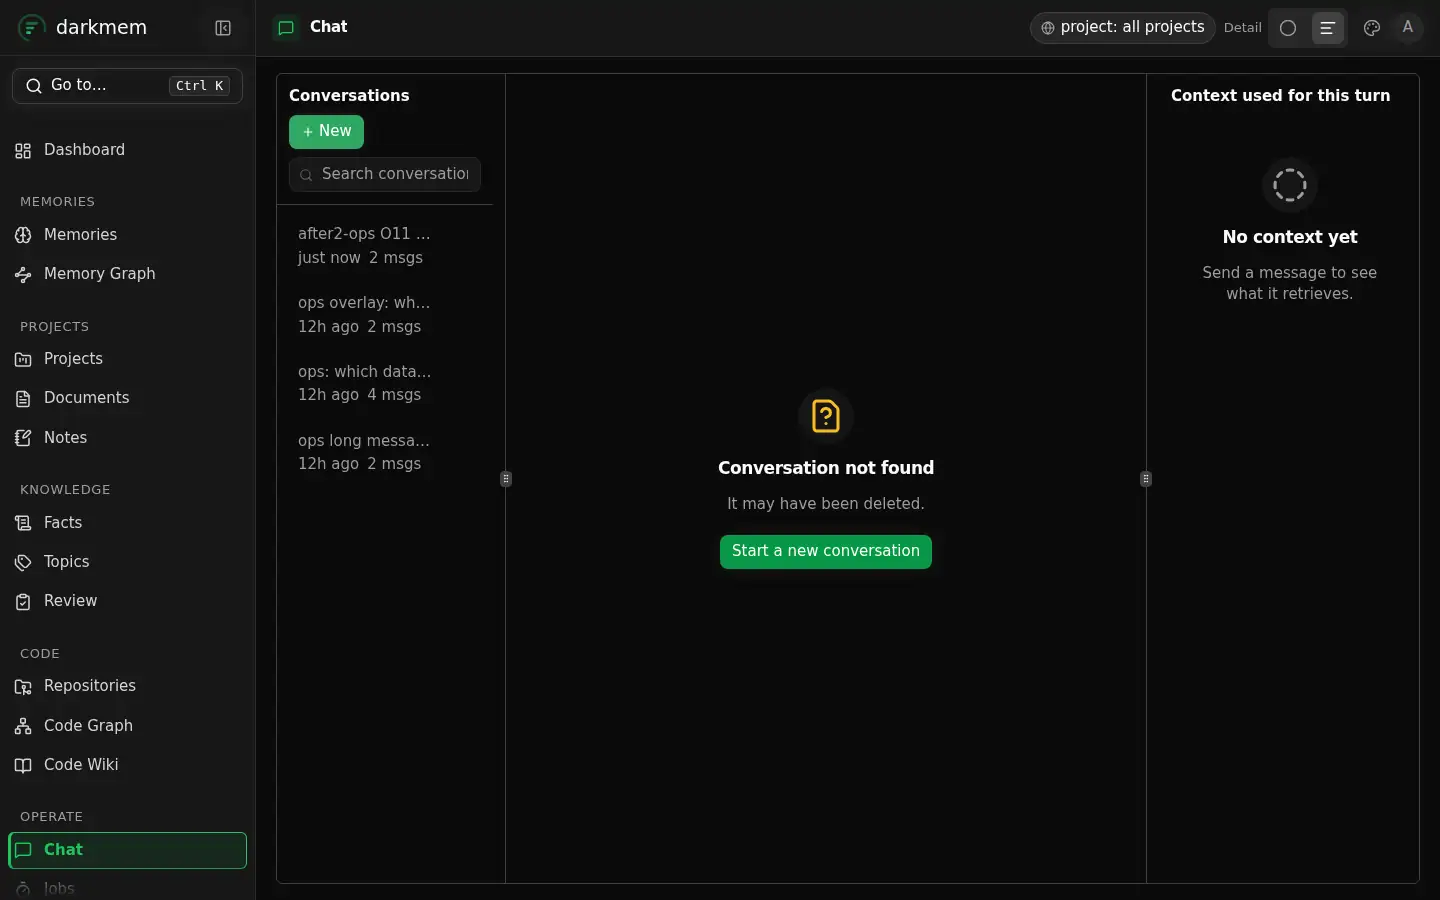 darkmem
Go to...
Ctrl K
Dashboard
MEMORIES
Memories
Memory Graph
PROJECTS
Projects
Documents
Notes
KNOWLEDGE
Facts
Topics
Review
CODE
Repositories
Code Graph
Code Wiki
OPERATE
Chat
Jobs
Chat
project: all projects
Detail
A
Conversations
+ New
Search conversation
after2-ops O11 ...
just now 2 msgs
ops overlay: wh...
12h ago 2 msgs
ops: which data...
12h ago 4 msgs
ops long messa...
12h ago 2 msgs
Conversation not found
It may have been deleted.
Start a new conversation
Context used for this turn
No context yet
Send a message to see
what it retrieves.